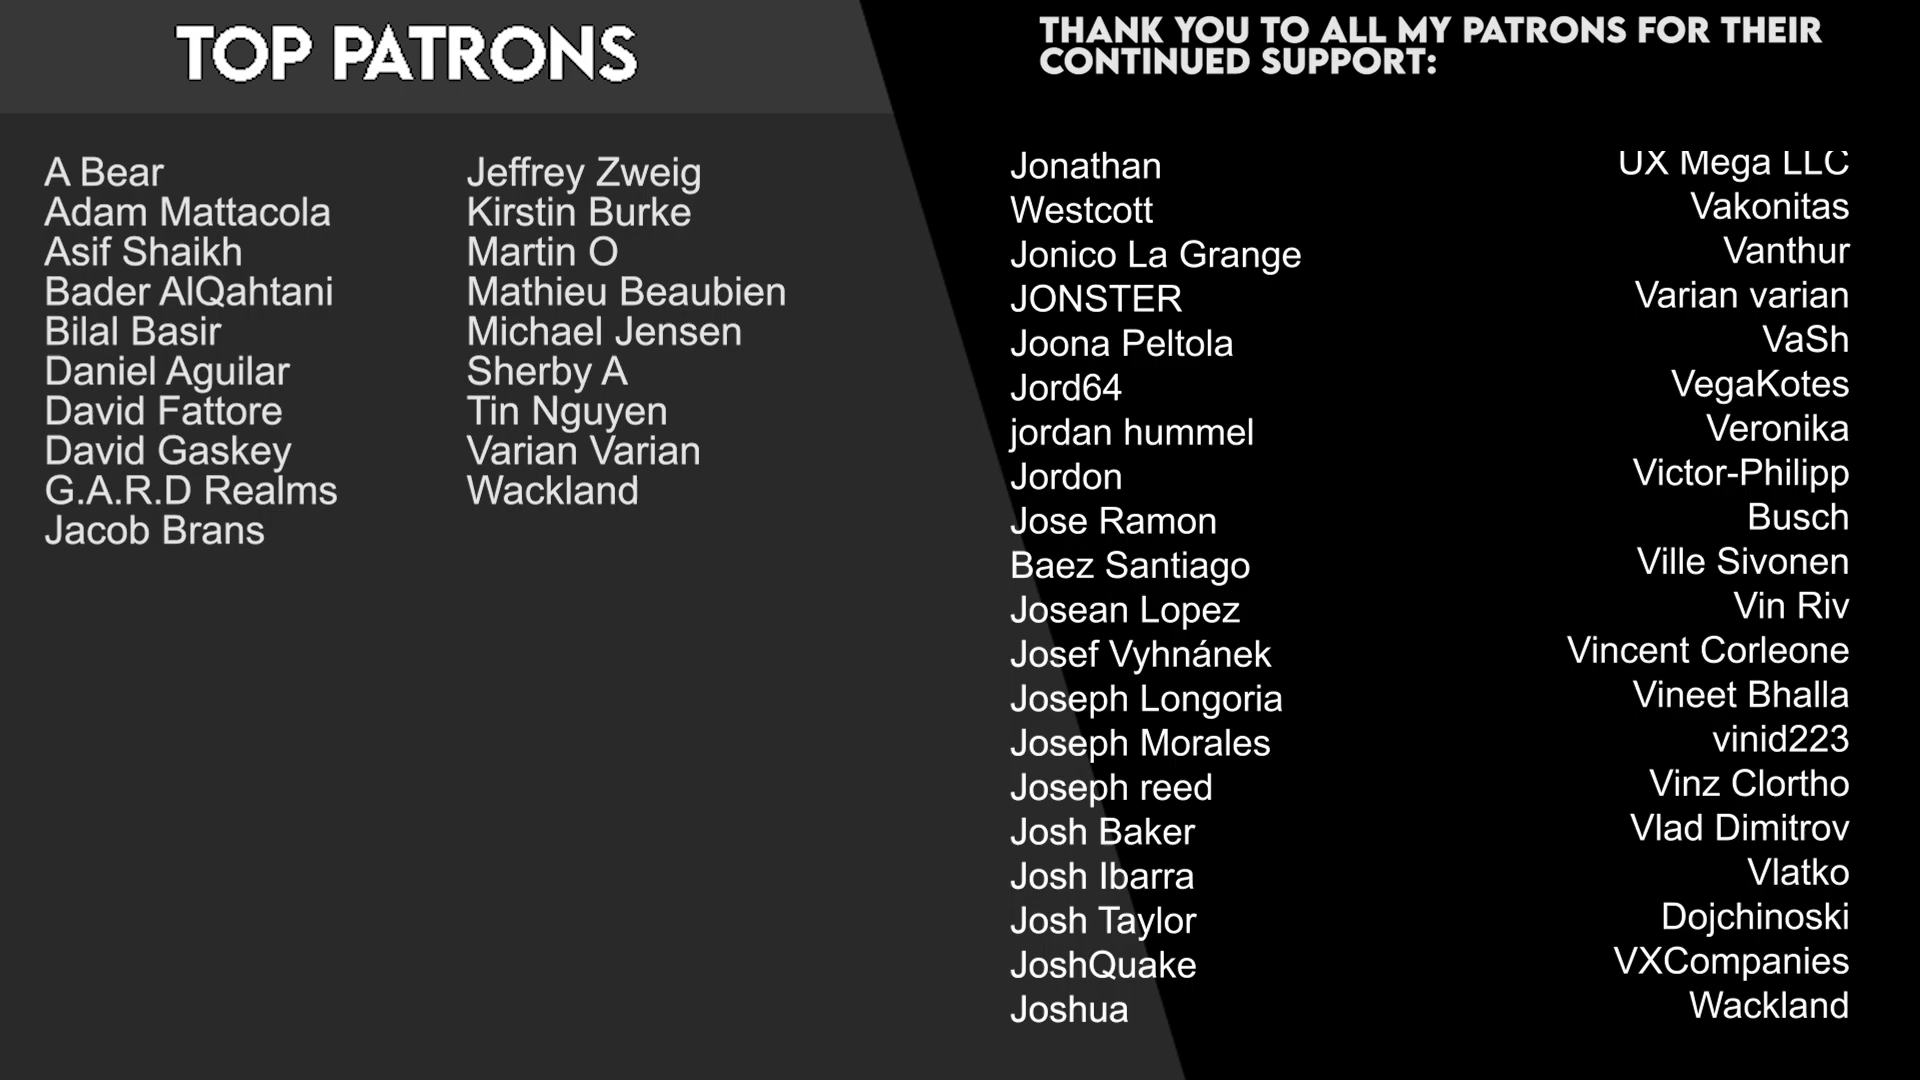 TOP PATRONS
A Bear
Adam Mattacola
Asif Shaikh
Bader AlQahtani
Bilal Basir
Daniel Aguilar
David Fattore
David Gaskey
G.A.R.D Realms
Jacob Brans
Jeffrey Zweig
Kirstin Burke
Martin O
Mathieu Beaubien
Michael Jensen
Sherby A
Tin Nguyen
Varian Varian
Wackland
THANK YOU TO ALL MY PATRONS FOR THEIR
CONTINUED SUPPORT:
Jonathan
Westcott
Jonico La Grange
JONSTER
Joona Peltola
Jord64
jordan hummel
Jordon
Jose Ramon
Baez Santiago
Josean Lopez
Josef Vyhnánek
Joseph Longoria
Joseph Morales
Joseph reed
Josh Baker
Josh Ibarra
Josh Taylor
JoshQuake
Joshua
UX Mega LLC
Vakonitas
Vanthur
Varian varian
VaSh
VegaKotes
Veronika
Victor-Philipp
Busch
Ville Sivonen
Vin Riv
Vincent Corleone
Vineet Bhalla
vinid223
Vinz Clortho
Vlad Dimitrov
Vlatko
Dojchinoski
VXCompanies
Wackland